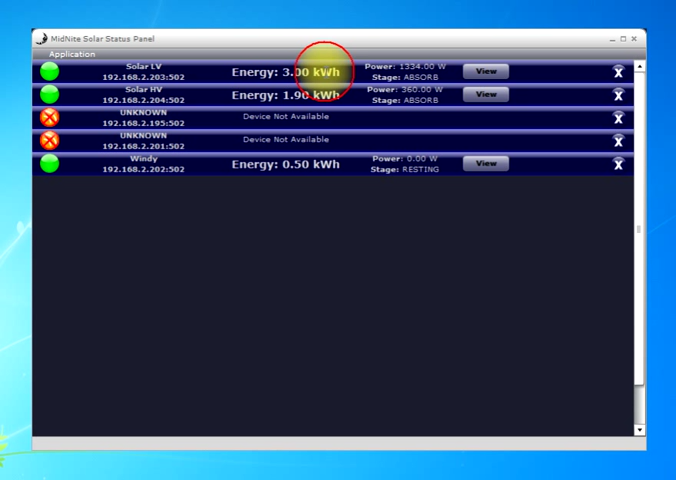 MidNite Solar Status Panel
Application
Solar LV
192.168.2.203:502
Energy: 3.00 kWh
Power: 1334.00 W
Stage: ABSORB
View
Solar HV
192.168.2.204:502
Energy: 1.90 kWh
Power: 360.00 W
Stage: ABSORB
View
UNKNOWN
192.168.2.195:502
Device Not Available
UNKNOWN
192.168.2.201:502
Device Not Available
Windy
192.168.2.202:502
Energy: 0.50 kWh
Power: 0.00 W
Stage: RESTING
View